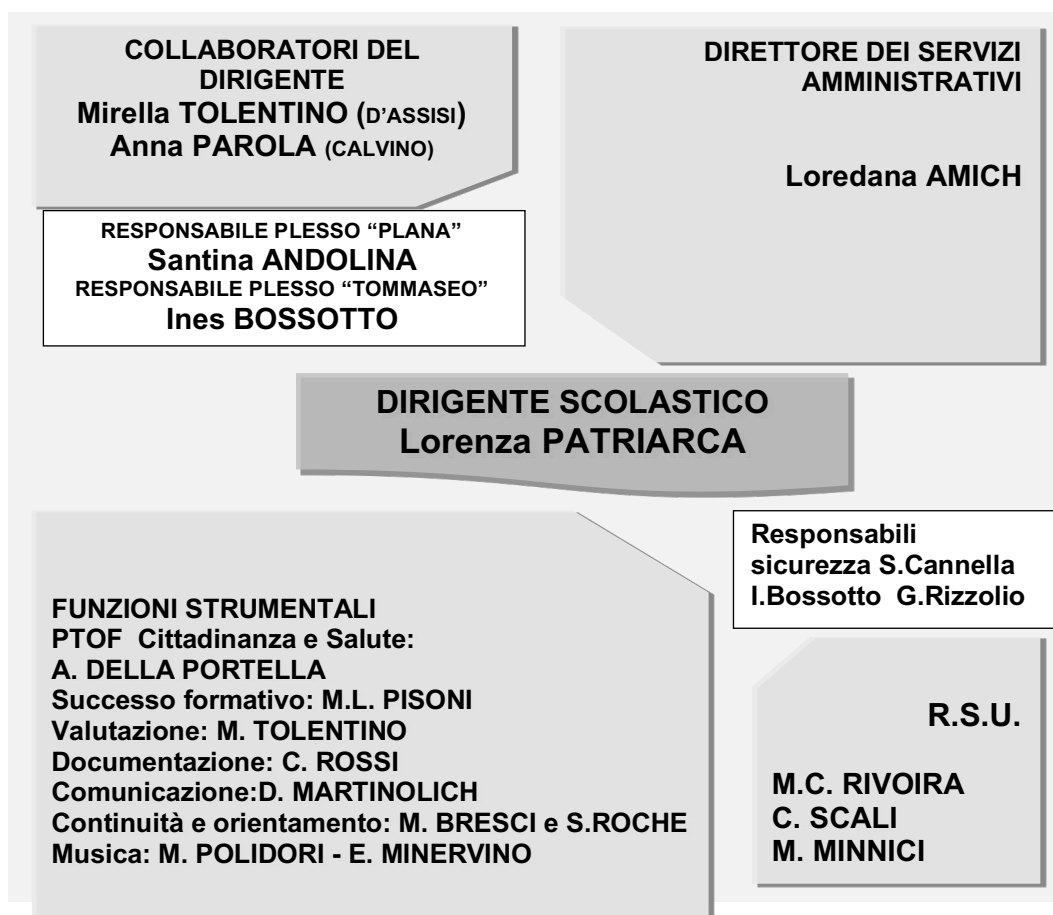 COLLABORATORI DEL
DIRIGENTE
Mirella TOLENTINO (D’ASSISI)
Anna PAROLA (CALVINO)
DIRETTORE DEI SERVIZI
AMMINISTRATIVI
Loredana AMICH
RESPONSABILE PLESSO “PLANA”
Santina ANDOLINA
RESPONSABILE PLESSO “TOMMASEO”
Ines BOSSOTTO
DIRIGENTE SCOLASTICO
Lorenza PATRIARCA
Responsabili
sicurezza S.Cannella
I.Bossotto G.Rizzolio
FUNZIONI STRUMENTALI
PTOF Cittadinanza e Salute:
A. DELLA PORTELLA
Successo formativo: M.L. PISONI
Valutazione: M. TOLENTINO
Documentazione: C. ROSSI
Comunicazione:D. MARTINOLICH
Continuità e orientamento: M. BRESCI e S.ROCHE
Musica: M. POLIDORI - E. MINERVINO
R.S.U.
M.C. RIVOIRA
C. SCALI
M. MINNICI